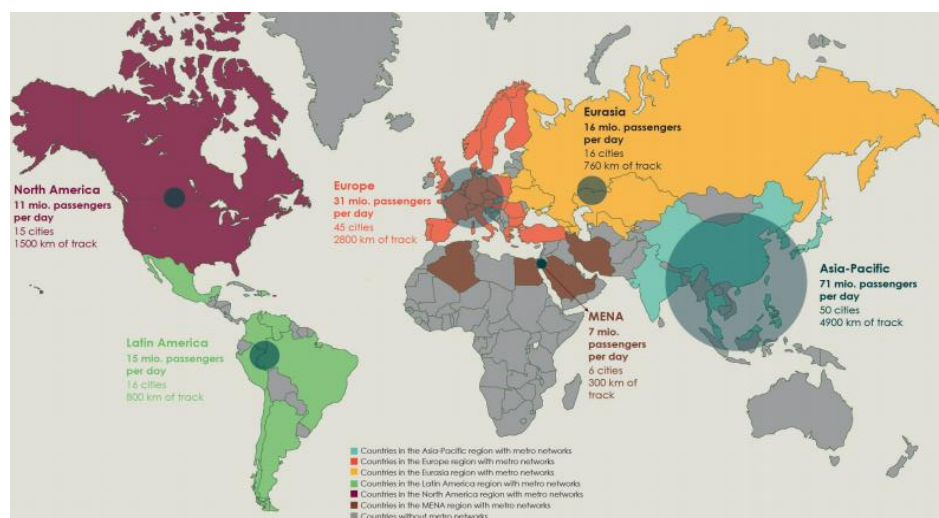 North America
11 mio. passengers
per day
15 cities
1500 km of track
Latin America
15 mio. passengers
per day
16 cities
800 km of track
Europe
31 mio. passengers
per day
45 cities
2800 km of track
Eurasia
16 mio. passengers
per day
16 cities
760 km of track
MENA
7 mio.
passengers
per day
6 cities
300 km of
track
Asia-Pacific
71 mio. passengers
per day
50 cities
4900 km of track
Countries in the Asia-Pacific region with metro networks
Countries in the Europe region with metro networks
Countries in the Eurasia region with metro networks
Countries in the Latin America region with metro networks
Countries in the North America region with metro networks
Countries in the MENA region with metro networks
Countries without metro networks